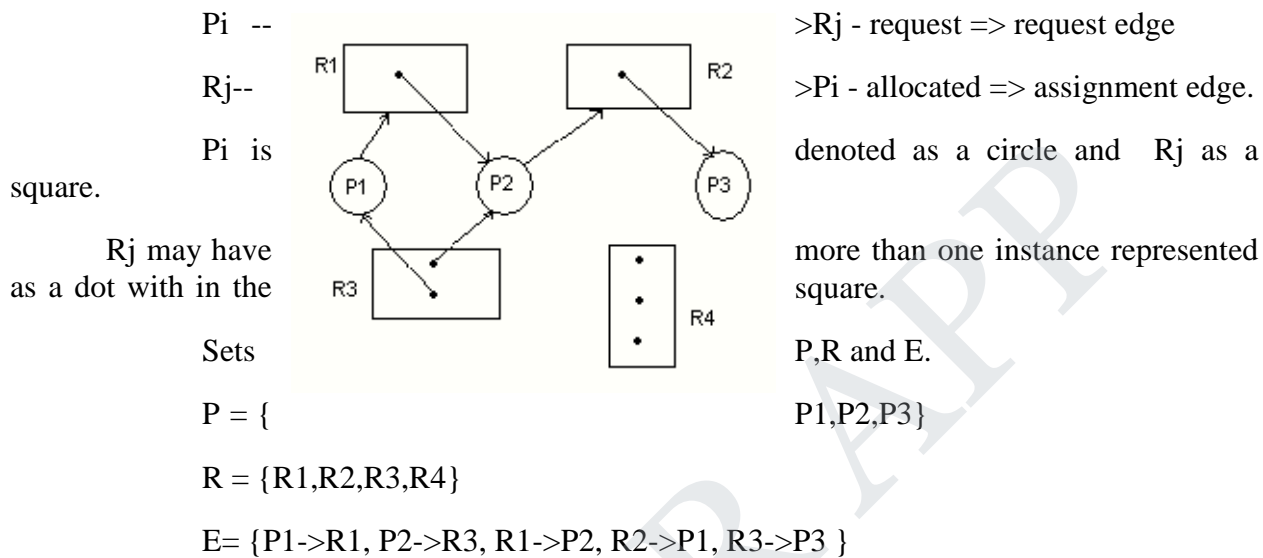 Pi -- >Rj - request => request edge
Rj-- >Pi - allocated => assignment edge.
Pi is denoted as a circle and Rj as a
square.
Rj may have more than one instance represented
as a dot with in the square.
Sets P,R and E.
P = { P1,P2,P3}
R = {R1,R2,R3,R4}
E= {P1->R1, P2->R3, R1->P2, R2->P1, R3->P3 }
R1
R2
P1
P2
P3
R3
R4
R APP